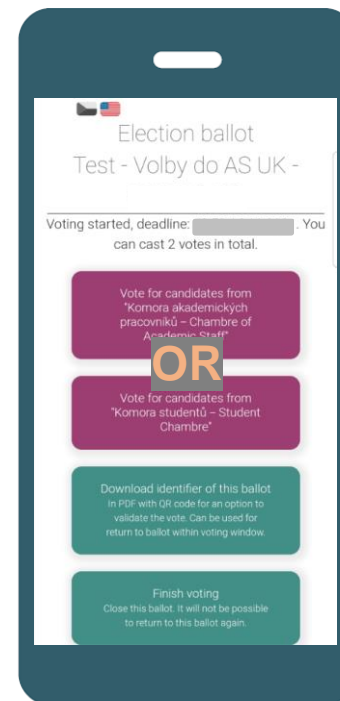 Election ballot
Test - Volby do AS UK -
Voting started, deadline: . You
can cast 2 votes in total.
Vote for candidates from
"Komora akademických
pracovníků – Chambre of
Academic Staff"
OR
Vote for candidates from
"Komora studentů – Student
Chambre"
Download identifier of this ballot
In PDF with QR code for an option to
validate the vote. Can be used for
return to ballot within voting window.
Finish voting
Close this ballot. It will not be possible
to return to this ballot again.